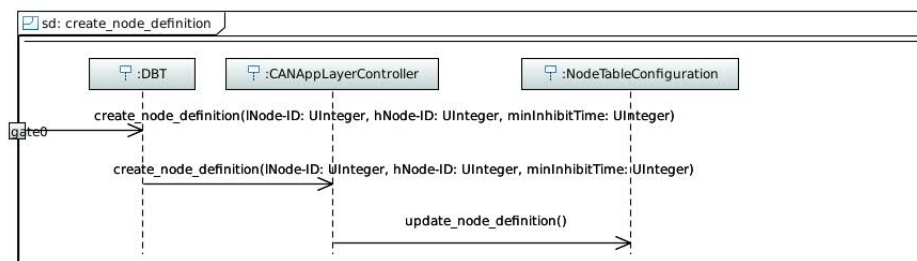 sd: create_node_definition
:DBT
:CANAppLayerController
:NodeTableConfiguration
create_node_definition(lNode-ID: UInteger, hNode-ID: UInteger, minInhibitTime: UInteger)
gate0
create_node_definition(lNode-ID: UInteger, hNode-ID: UInteger, minInhibitTime: UInteger)
update_node_definition()